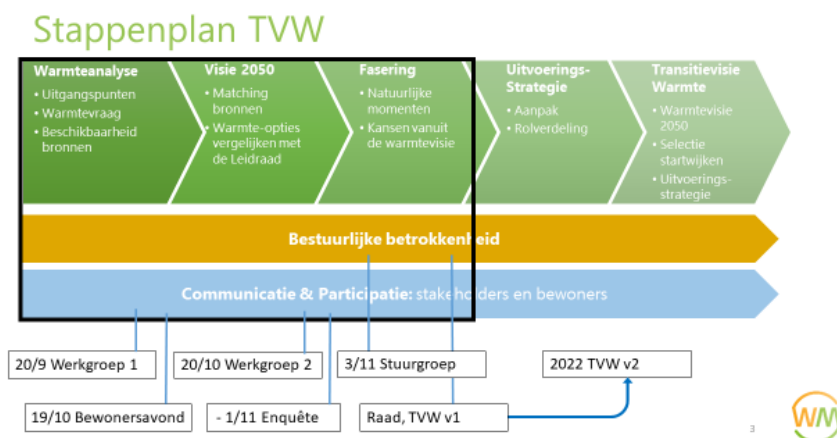 Stappenplan TVW
Warmteanalyse
• Uitgangspunten
• Warmtevraag
• Beschikbaarheid
bronnen
Visie 2050
• Matching
bronnen
• Warmte-opties
vergelijken met
de Leidraad
Fasering
• Natuurlijke
momenten
• Kansen vanuit
de warmtevisie
Uitvoerings-
Strategie
• Aanpak
• Rolverdeling
Transitievisie
Warmte
• Warmtevisie
2050
• Selectie
startwijken
• Uitvoerings-
strategie
Bestuurlijke betrokkenheid
Communicatie & Participatie: stakeholders en bewoners
20/9 Werkgroep 1
20/10 Werkgroep 2
3/11 Stuurgroep
2022 TVW v2
19/10 Bewonersavond
- 1/11 Enquête
Raad, TVW v1
3
WM